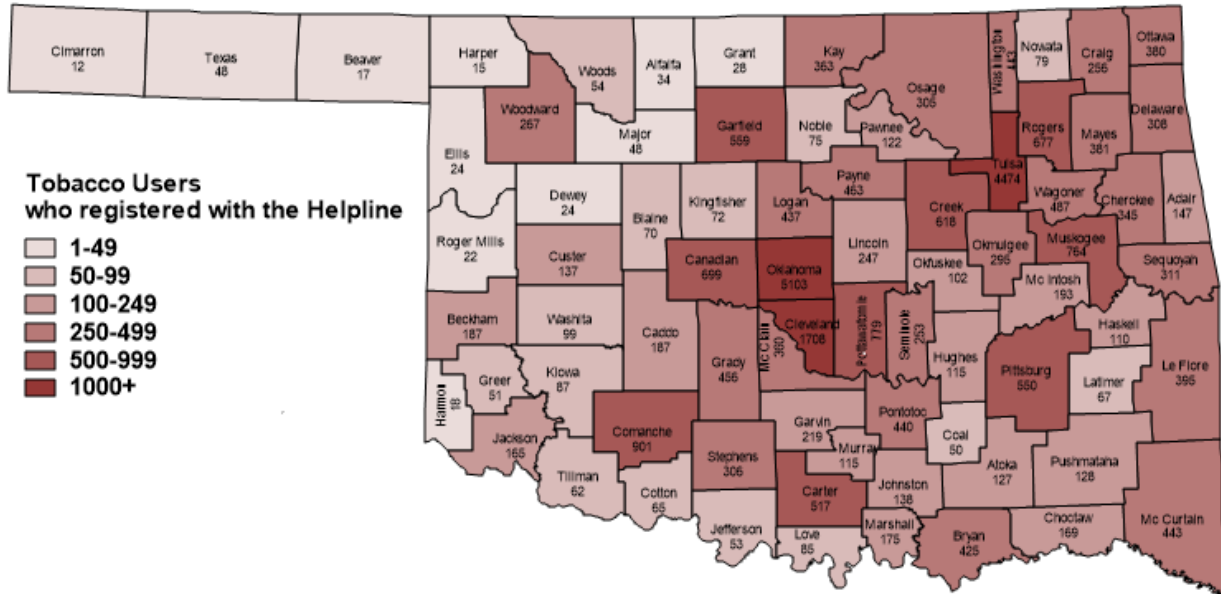 Cimarron
12
Texas
48
Beaver
17
Harper
15
Woods
54
Alfalfa
34
Grant
28
Kay
363
Osage
305
Washington
443
Nowata
79
Craig
256
Ottawa
380
Woodward
267
Major
48
Garfield
559
Noble
75
Pawnee
122
Rogers
677
Mayes
381
Delaware
308
Ellis
24
Dewey
24
Blaine
70
Kingfisher
72
Logan
437
Payne
463
Creek
618
Tulsa
4474
Wagoner
487
Cherokee
345
Adair
147
Tobacco Users
who registered with the Helpline
1-49
50-99
100-249
250-499
500-999
1000+
Roger Mills
22
Custer
137
Canadian
699
Oklahoma
5103
Lincoln
247
Okfuskee
102
Okmulgee
295
Muskogee
764
Mc Intosh
193
Sequoyah
311
Beckham
187
Washita
99
Caddo
187
Grady
456
Mc Clain
360
Cleveland
1708
Pottawatomie
779
Seminole
253
Hughes
115
Pittsburg
550
Haskell
110
Latimer
67
Le Flore
395
Harmon
18
Greer
51
Kiowa
87
Jackson
165
Comanche
901
Stephens
306
Garvin
219
Murray
115
Pontotoc
440
Coal
50
Atoka
127
Pushmataha
128
Tillman
62
Cotton
65
Jefferson
53
Carter
517
Love
85
Johnston
138
Marshall
175
Bryan
425
Choctaw
169
Mc Curtain
443